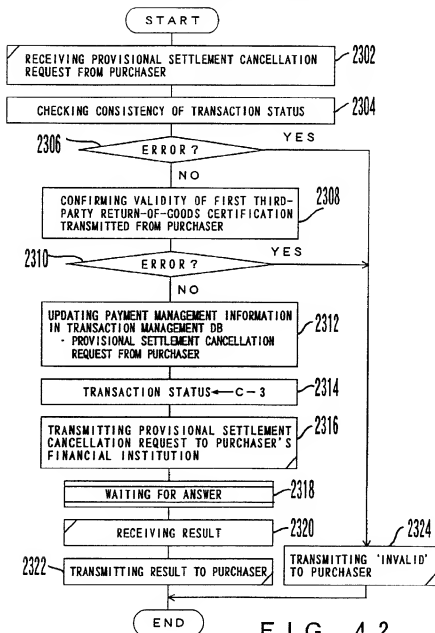 START
RECEIVING PROVISIONAL SETTLEMENT CANCELLATION
REQUEST FROM PURCHASER
2302
CHECKING CONSISTENCY OF TRANSACTION STATUS
2304
2306
ERROR?
YES
NO
CONFIRMING VALIDITY OF FIRST THIRD-
PARTY RETURN-OF-GOODS CERTIFICATION
TRANSMITTED FROM PURCHASER
2308
2310
ERROR?
YES
NO
UPDATING PAYMENT MANAGEMENT INFORMATION
IN TRANSACTION MANAGEMENT DB
・ PROVISIONAL SETTLEMENT CANCELLATION
REQUEST FROM PURCHASER
2312
TRANSACTION STATUS←C-3
2314
TRANSMITTING PROVISIONAL SETTLEMENT
CANCELLATION REQUEST TO PURCHASER'S
FINANCIAL INSTITUTION
2316
WAITING FOR ANSWER
2318
RECEIVING RESULT
2320
2322
TRANSMITTING RESULT TO PURCHASER
2324
TRANSMITTING 'INVALID'
TO PURCHASER
END
FIG. 42